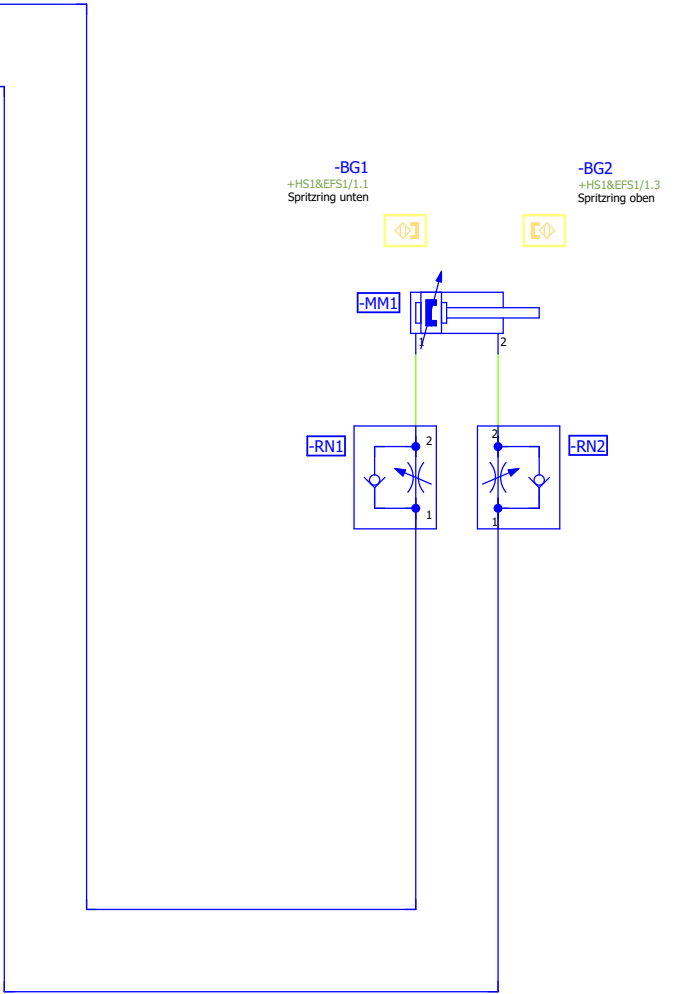 -BG1
+HS1&EFS1/1.1
Spritzring unten
-BG2
+HS1&EFS1/1.3
Spritzring oben
-MM1
1
2
-RN1
2
1
2
1
-RN2